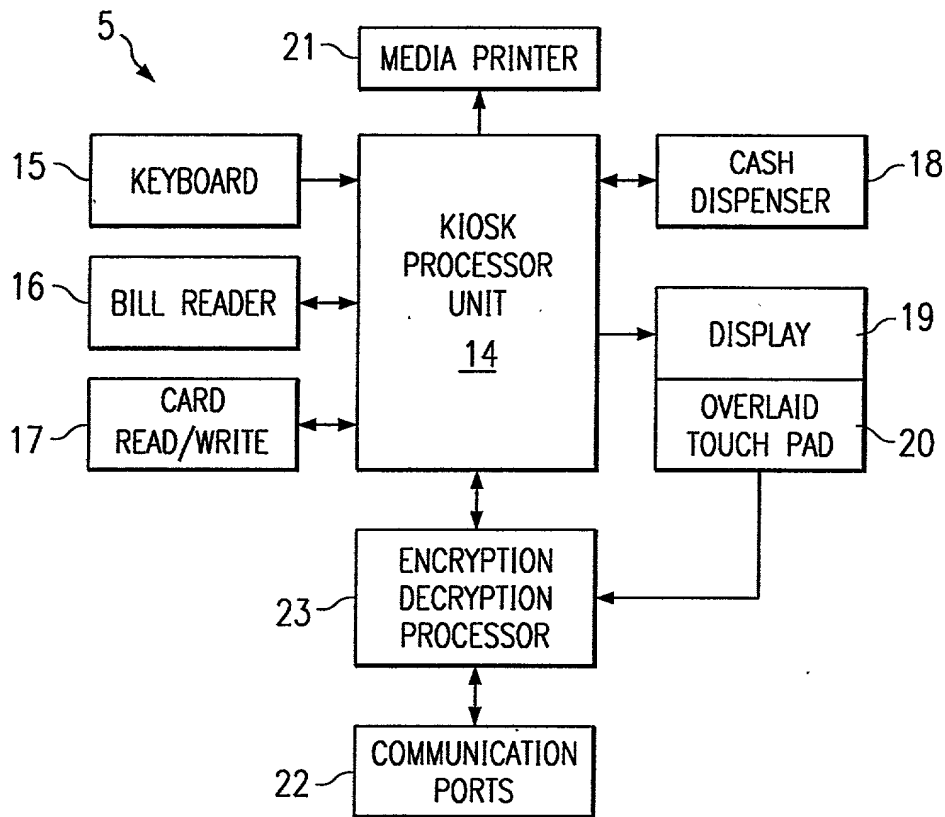 5
21
MEDIA PRINTER
15
KEYBOARD
KIOSK
PROCESSOR
UNIT
14
CASH
DISPENSER
18
16
BILL READER
DISPLAY
19
17
CARD
READ/WRITE
OVERLAID
TOUCH PAD
20
23
ENCRYPTION
DECRYPTION
PROCESSOR
22
COMMUNICATION
PORTS